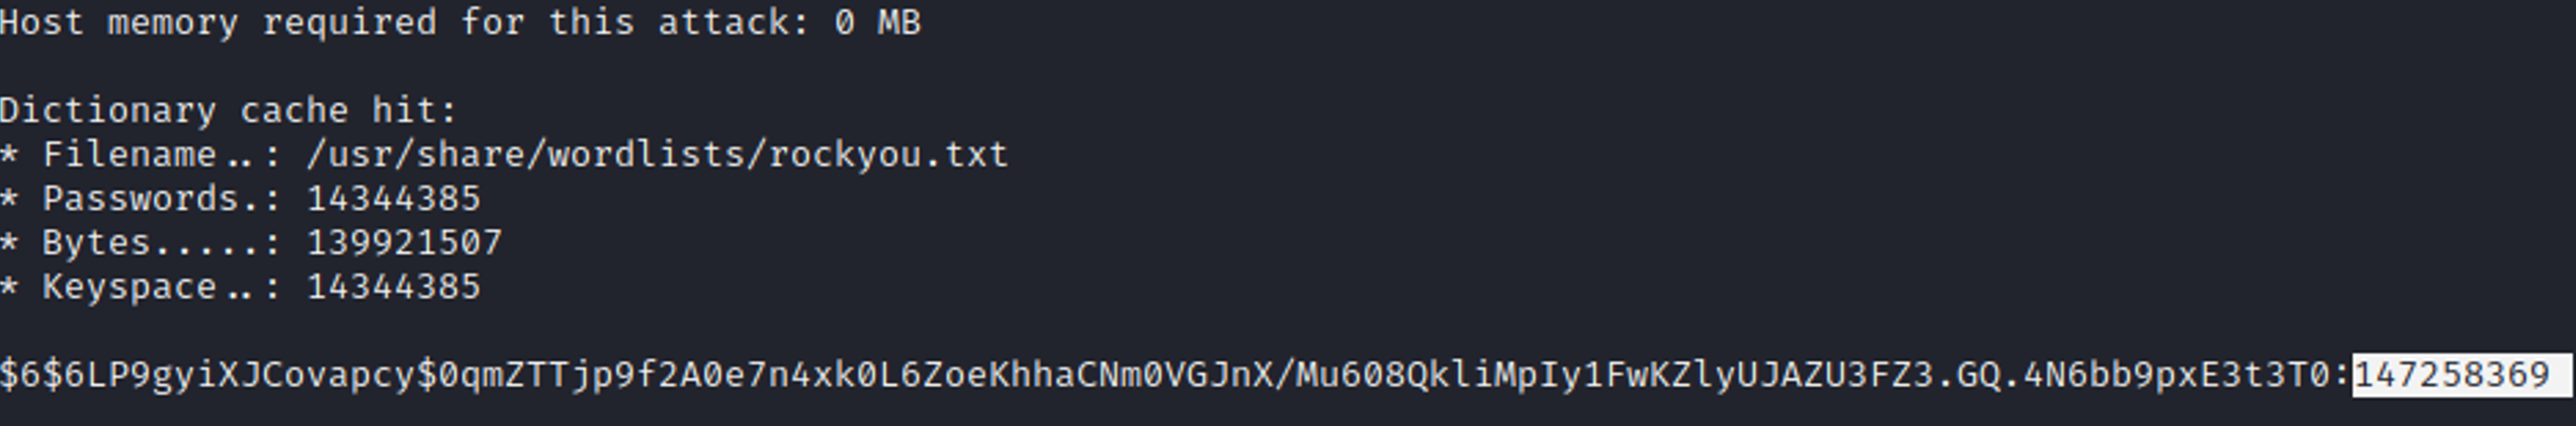 Host memory required for this attack: 0 MB
Dictionary cache hit:
* Filename..: /usr/share/wordlists/rockyou.txt
* Passwords.: 14344385
* Bytes.....: 139921507
* Keyspace..: 14344385
$6$6LP9gyiXJCovapcy$0qmZTTjp9f2A0e7n4xk0L6ZoeKhhaCNm0VGJnX/Mu608QkliMpIy1FwKZlyUJAZU3FZ3.GQ.4N6bb9pxE3t3T0:147258369